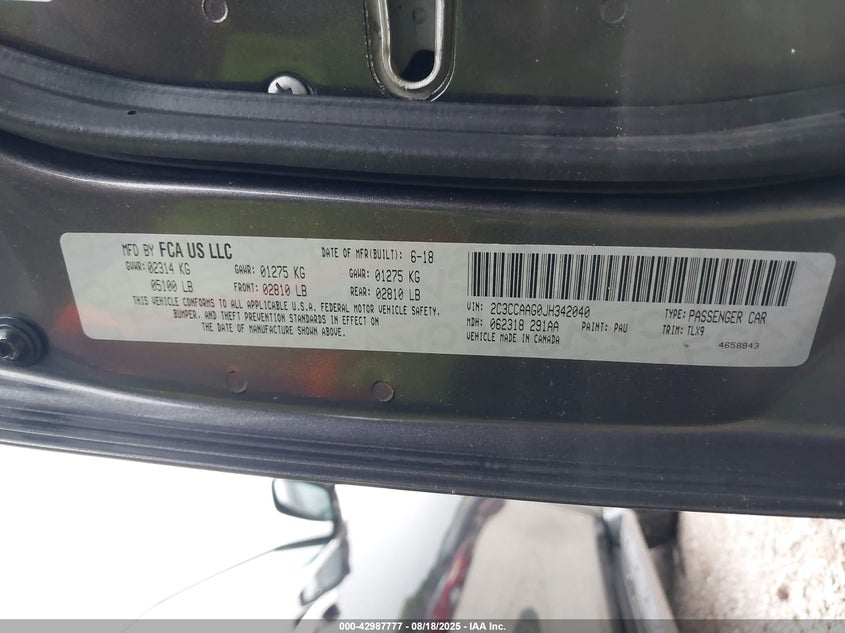 MFD BY FCA US LLC DATE OF MFR(BUILT): 6-18
GVWR: 02314 KG GAWR: 01275 KG GAWR: 01275 KG
05100 LB FRONT: 02810 LB REAR: 02810 LB
THIS VEHICLE CONFORMS TO ALL APPLICABLE U.S.A. FEDERAL MOTOR VEHICLE SAFETY,
BUMPER, AND THEFT PREVENTION STANDARDS IN EFFECT ON
THE DATE OF MANUFACTURE SHOWN ABOVE.
VIN: 2C3CCAAG0JH342040 TYPE: PASSENGER CAR
MDH: 062318 291AA PAINT: PAU TRIM: TLX9
VEHICLE MADE IN CANADA 4658843
000-42987777 - 08/18/2025 - IAA Inc.